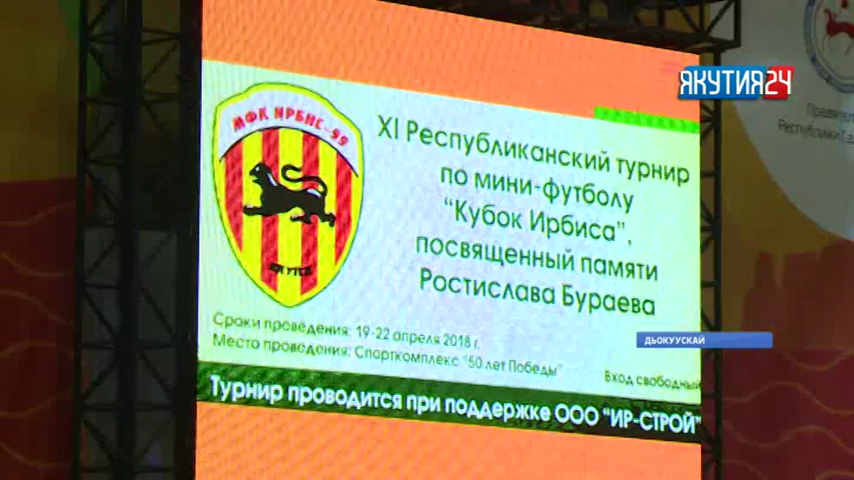 ЯКУТИЯ24
МФК ИРБИС-99
ЯКУТСК
XI Республиканский турнир
по мини-футболу
"Кубок Ирбиса",
посвященный памяти
Ростислава Бураева
Сроки проведения: 19-22 апреля 2018 г.
Место проведения: Спорткомплекс "50 лет Победы"
Вход свободный
Турнир проводится при поддержке ООО "ИР-СТРОЙ"
ДЬОКУУСКАЙ